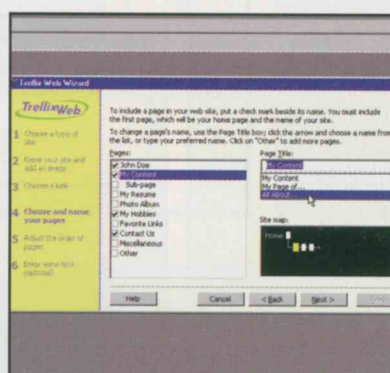 Trellix Web Wizard
TrellixWeb
1 Choose a type of
site
2 Name your site and
add an image
3 Choose a look
4 Choose and name
your pages
5 Adjust the order of
pages
6 Enter some text
(optional)
To include a page in your web site, put a check mark beside its name. You must include
the first page, which will be your home page and the name of your site.
To change a page's name, use the Page Title box; click the arrow and choose a name from
the list, or type your preferred name. Click on "Other" to add more pages.
Pages:
John Doe
My Content
Sub-page
My Resume
Photo Album
My Hobbies
Favorite Links
Contact Us
Miscellaneous
Other
Page Title:
My Content
My Content
My Page of ...
All About ...
Site map:
Home
Help
Cancel
< Back
Next >